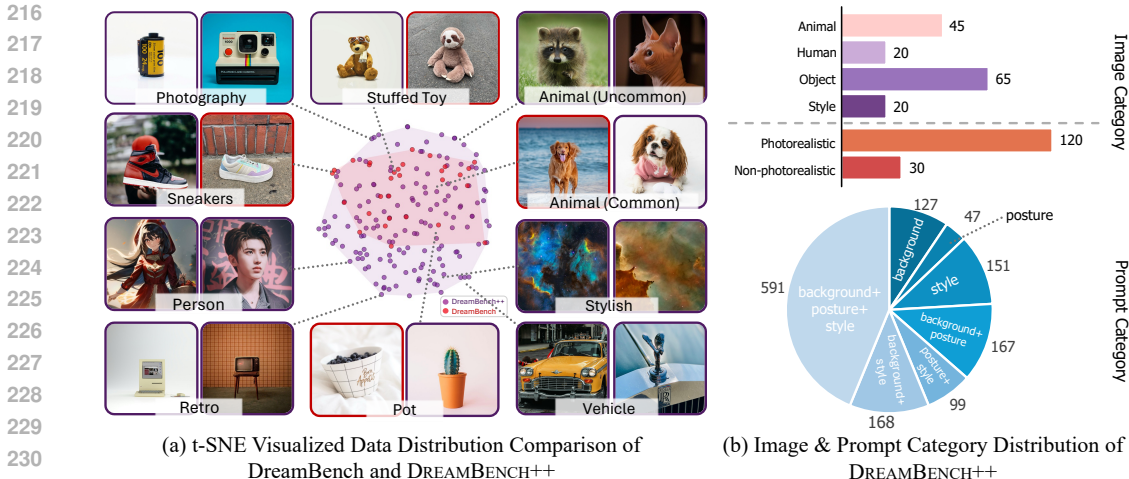 216
217
218
219
220
221
222
223
224
225
226
227
228
229
230
Photography
Stuffed Toy
Animal (Uncommon)
Sneakers
Animal (Common)
Person
Stylish
DreamBench++
DreamBench
Retro
Pot
Vehicle
(a) t-SNE Visualized Data Distribution Comparison of
DreamBench and DREAMBENCH++
Animal
45
Human
20
Object
65
Style
20
Photorealistic
120
Non-photorealistic
30
Image Category
127
background
47
posture
151
style
background+
posture
167
posture+
style
99
background+
style
168
591
background+
posture+
style
Prompt Category
(b) Image & Prompt Category Distribution of
DREAMBENCH++